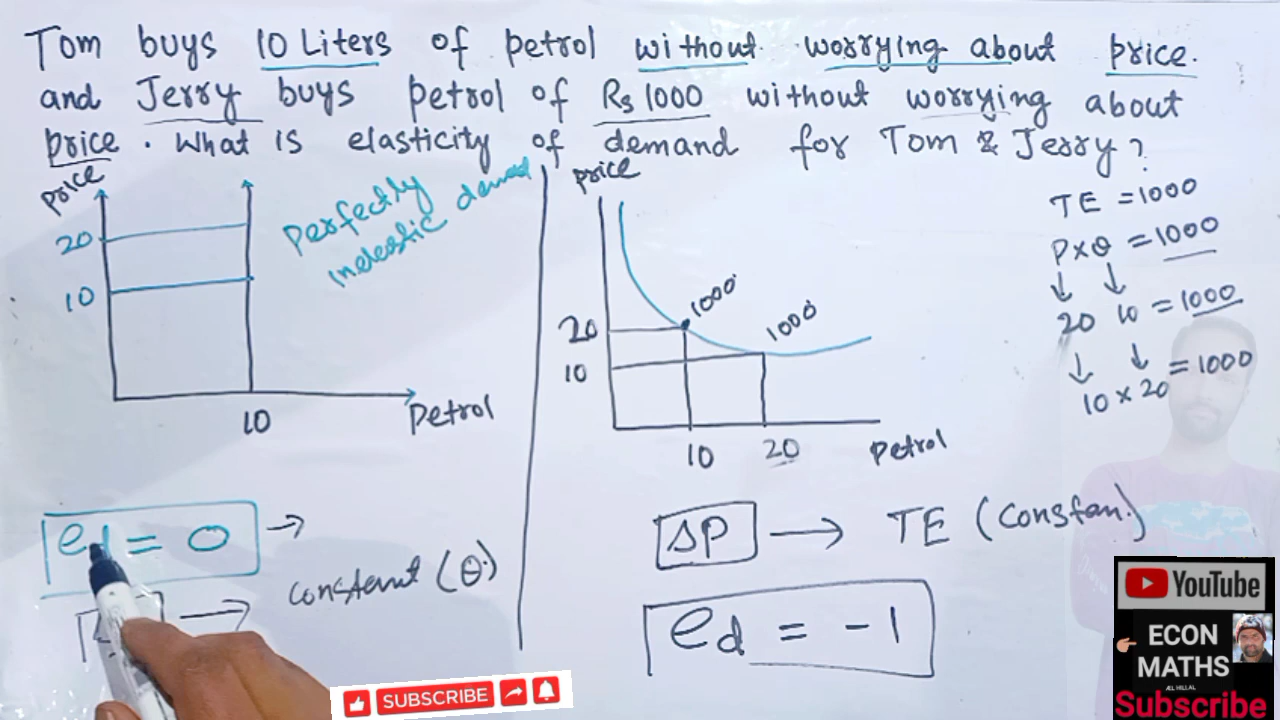 Tom buys 10 Liters of petrol without worrying about price.
and Jerry buys petrol of Rs 1000 without worrying about
price. What is elasticity of demand for Tom & Jerry?
Price
20
10
10
Petrol
Perfectly
inelastic demand
ed = 0
constant (Q)
Price
20
10
1000
1000
10
20
Petrol
TE = 1000
P×Q = 1000
20 10 = 1000
10 × 20 = 1000
ΔP → TE (Constan.)
ed = -1
SUBSCRIBE
YouTube
ECON
MATHS
Subscribe